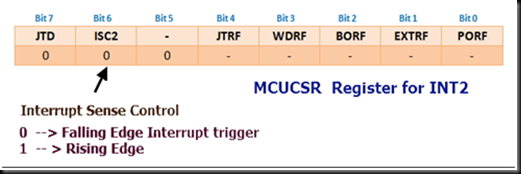 Bit 7 Bit 6 Bit 5 Bit 4 Bit 3 Bit 2 Bit 1 Bit 0
JTD ISC2 - JTRF WDRF BORF EXTRF PORF
0 0 0 - - - - -
MCUCSR Register for INT2
Interrupt Sense Control
0 --> Falling Edge Interrupt trigger
1 -- > Rising Edge